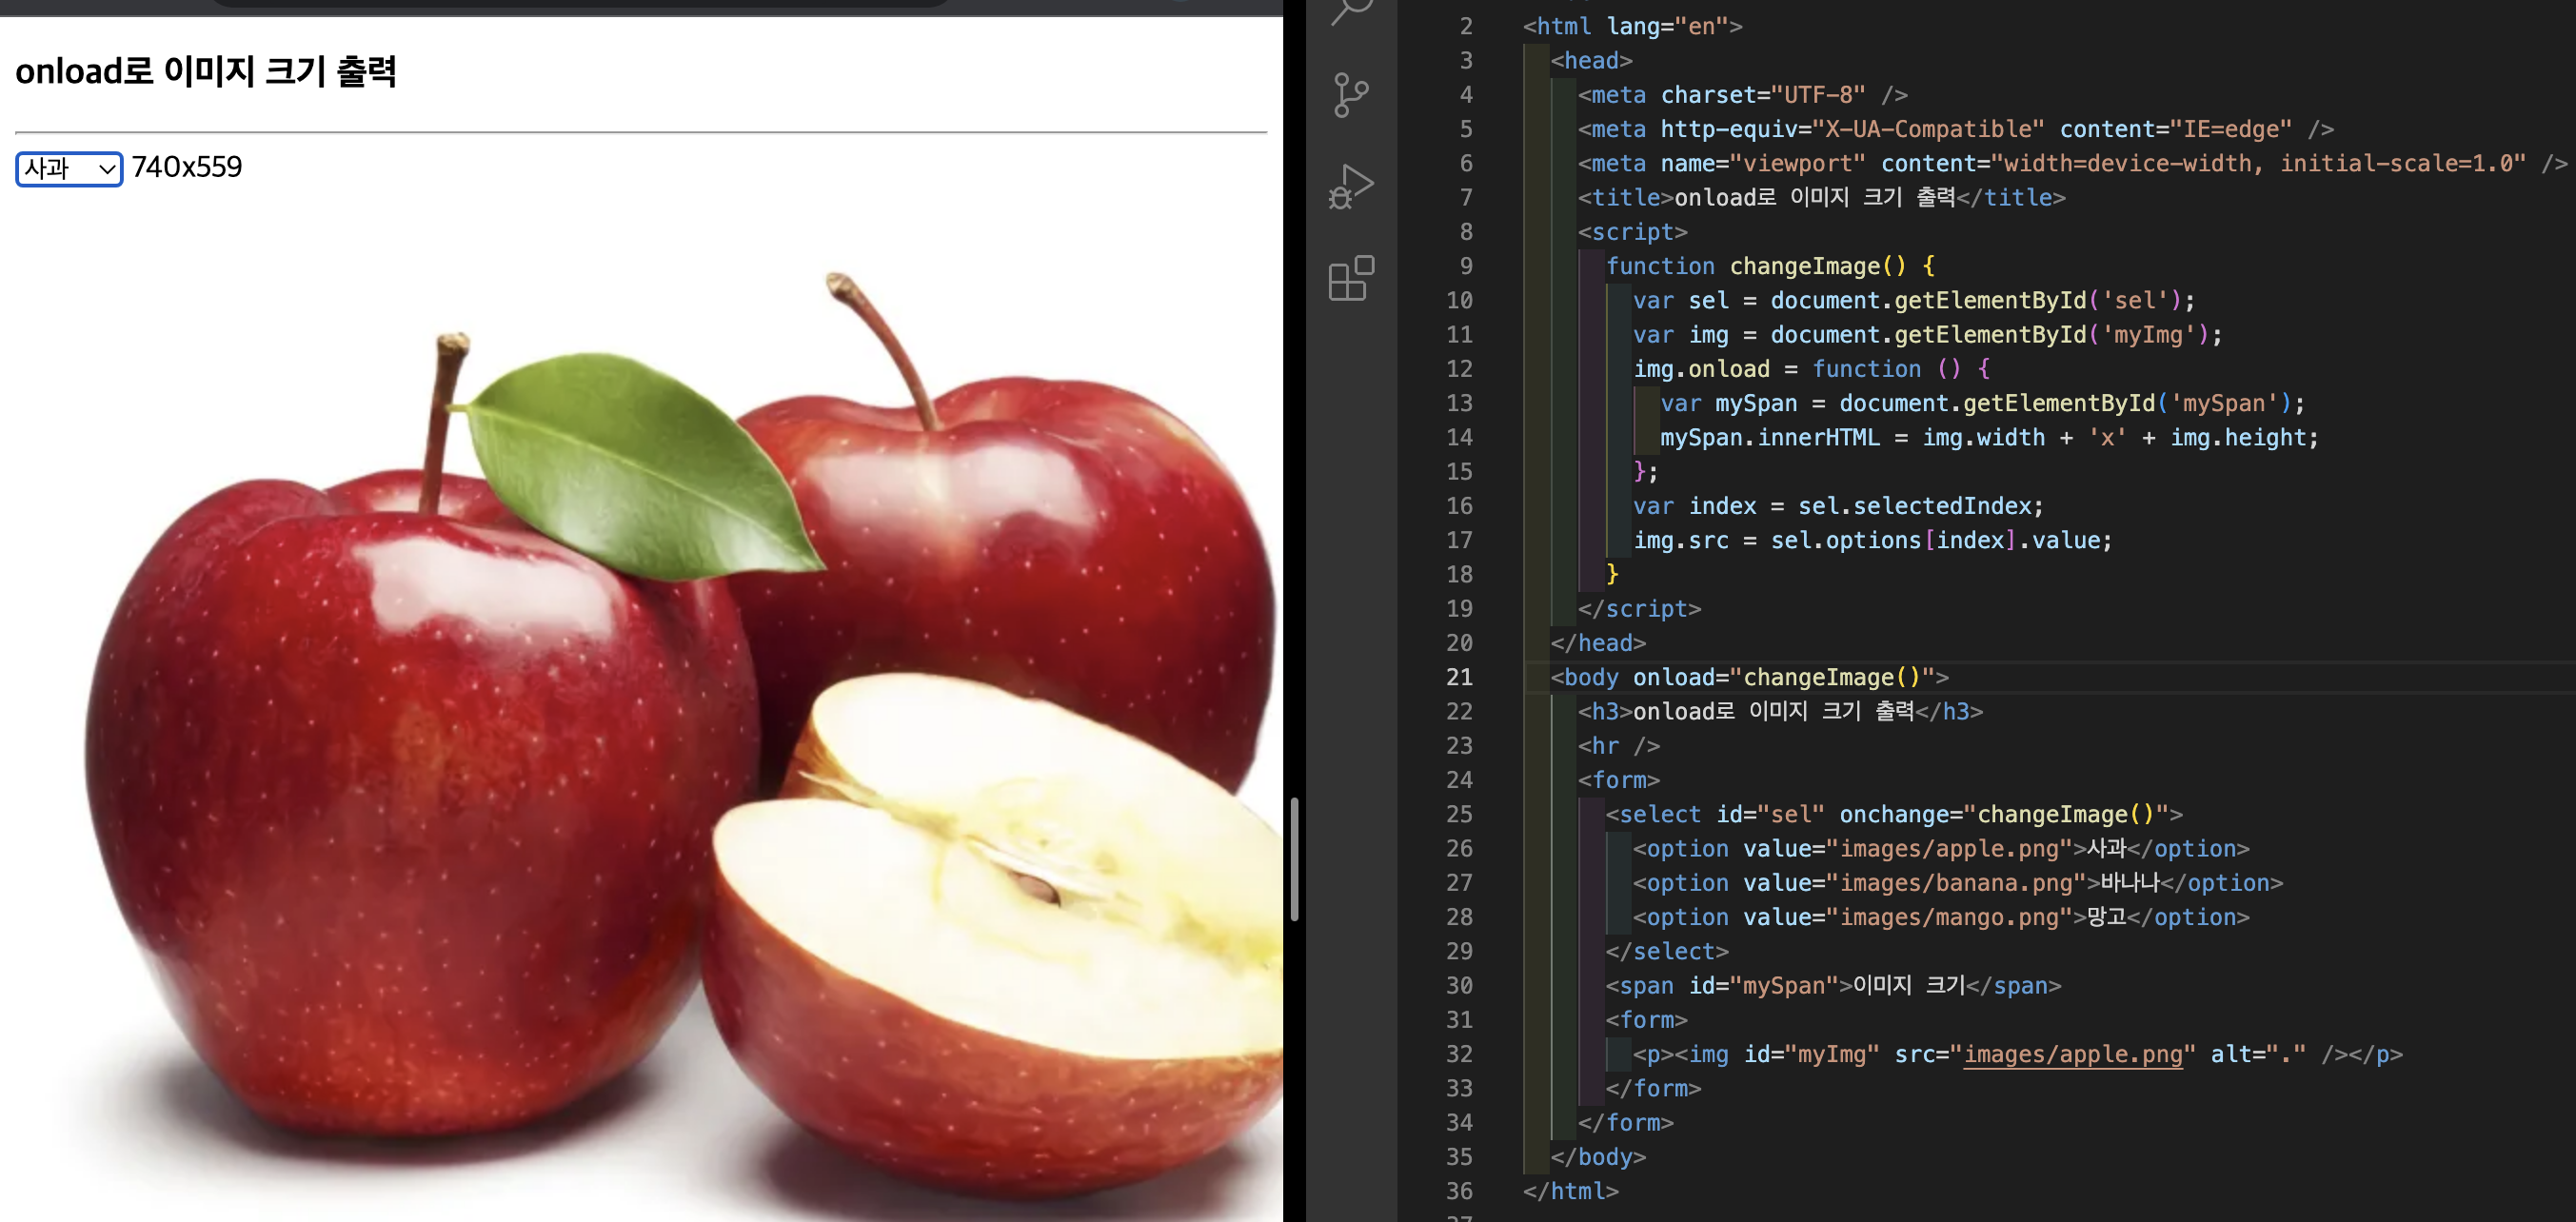 onload로 이미지 크기 출력
사과 740x559
2 <html lang="en">
3 <head>
4 <meta charset="UTF-8" />
5 <meta http-equiv="X-UA-Compatible" content="IE=edge" />
6 <meta name="viewport" content="width=device-width, initial-scale=1.0" />
7 <title>onload로 이미지 크기 출력</title>
8 <script>
9 function changeImage() {
10 var sel = document.getElementById('sel');
11 var img = document.getElementById('myImg');
12 img.onload = function () {
13 var mySpan = document.getElementById('mySpan');
14 mySpan.innerHTML = img.width + 'x' + img.height;
15 };
16 var index = sel.selectedIndex;
17 img.src = sel.options[index].value;
18 }
19 </script>
20 </head>
21 <body onload="changeImage()">
22 <h3>onload로 이미지 크기 출력</h3>
23 <hr />
24 <form>
25 <select id="sel" onchange="changeImage()">
26 <option value="images/apple.png">사과</option>
27 <option value="images/banana.png">바나나</option>
28 <option value="images/mango.png">망고</option>
29 </select>
30 <span id="mySpan">이미지 크기</span>
31 <form>
32 <p><img id="myImg" src="images/apple.png" alt="." /></p>
33 </form>
34 </form>
35 </body>
36 </html>